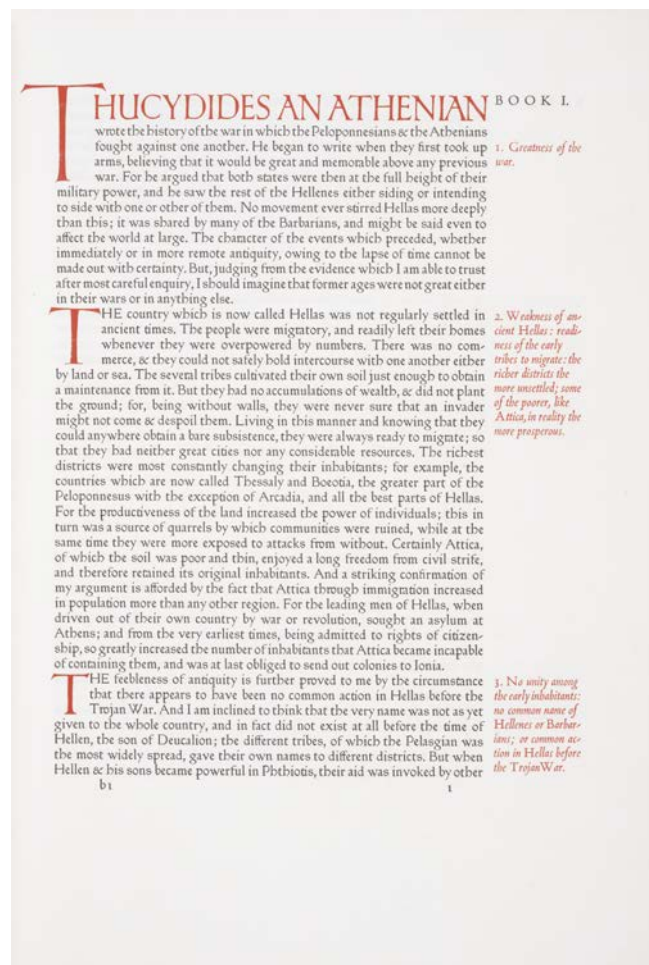 THUCYDIDES AN ATHENIAN BOOK I.
wrote the history of the war in which the Peloponnesians & the Athenians
fought against one another. He began to write when they first took up
arms, believing that it would be great and memorable above any previous
war. For he argued that both states were then at the full height of their
military power, and he saw the rest of the Hellenes either siding or intending
to side with one or other of them. No movement ever stirred Hellas more deeply
than this; it was shared by many of the Barbarians, and might be said even to
affect the world at large. The character of the events which preceded, whether
immediately or in more remote antiquity, owing to the lapse of time cannot be
made out with certainty. But, judging from the evidence which I am able to trust
after most careful enquiry, I should imagine that former ages were not great either
in their wars or in anything else.
1. Greatness of the
war.
THE country which is now called Hellas was not regularly settled in
ancient times. The people were migratory, and readily left their homes
whenever they were overpowered by numbers. There was no com-
merce, & they could not safely hold intercourse with one another either
by land or sea. The several tribes cultivated their own soil just enough to obtain
a maintenance from it. But they had no accumulations of wealth, & did not plant
the ground; for, being without walls, they were never sure that an invader
might not come & despoil them. Living in this manner and knowing that they
could anywhere obtain a bare subsistence, they were always ready to migrate; so
that they had neither great cities nor any considerable resources. The richest
districts were most constantly changing their inhabitants; for example, the
countries which are now called Thessaly and Boeotia, the greater part of the
Peloponnesus with the exception of Arcadia, and all the best parts of Hellas.
For the productiveness of the land increased the power of individuals; this in
turn was a source of quarrels by which communities were ruined, while at the
same time they were more exposed to attacks from without. Certainly Attica,
of which the soil was poor and thin, enjoyed a long freedom from civil strife,
and therefore retained its original inhabitants. And a striking confirmation of
my argument is afforded by the fact that Attica through immigration increased
in population more than any other region. For the leading men of Hellas, when
driven out of their own country by war or revolution, sought an asylum at
Athens; and from the very earliest times, being admitted to rights of citizen-
ship, so greatly increased the number of inhabitants that Attica became incapable
of containing them, and was at last obliged to send out colonies to Ionia.
2. Weakness of an-
cient Hellas: readi-
ness of the early
tribes to migrate: the
richer districts the
more unsettled; some
of the poorer, like
Attica, in reality the
more prosperous.
THE feebleness of antiquity is further proved to me by the circumstance
that there appears to have been no common action in Hellas before the
Trojan War. And I am inclined to think that the very name was not as yet
given to the whole country, and in fact did not exist at all before the time of
Hellen, the son of Deucalion; the different tribes, of which the Pelasgian was
the most widely spread, gave their own names to different districts. But when
Hellen & his sons became powerful in Phthiotis, their aid was invoked by other
3. No unity among
the early inhabitants:
no common name of
Hellenes or Barbar-
ians; or common ac-
tion in Hellas before
the Trojan War.
b1 1